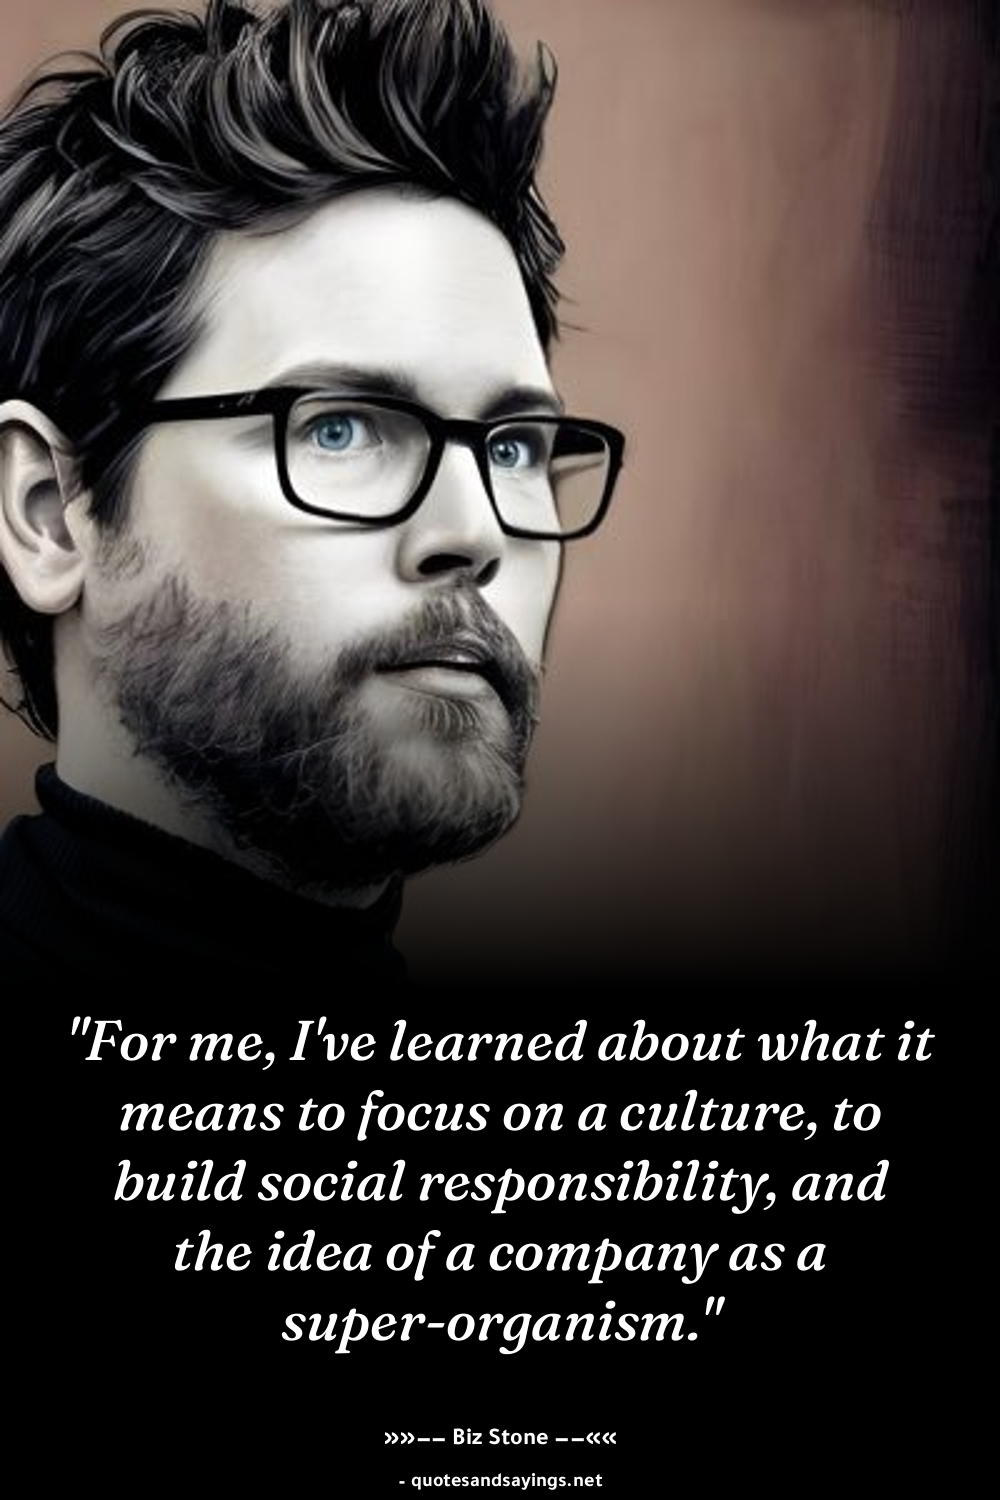 "For me, I've learned about what it
means to focus on a culture, to
build social responsibility, and
the idea of a company as a
super-organism."
»»−− Biz Stone −−««
- quotesandsayings.net